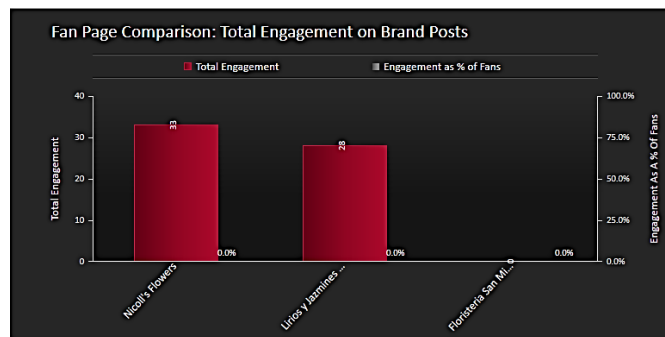 Fan Page Comparison: Total Engagement on Brand Posts
Total Engagement
Engagement as % of Fans
40
30
20
10
0
Total Engagement
100.0%
75.0%
50.0%
25.0%
0.0%
Engagement As A % Of Fans
33
0.0%
28
0.0%
0
0.0%
Nicoll's Flowers
Lirios y Jazmines ...
Floristeria San Mi...